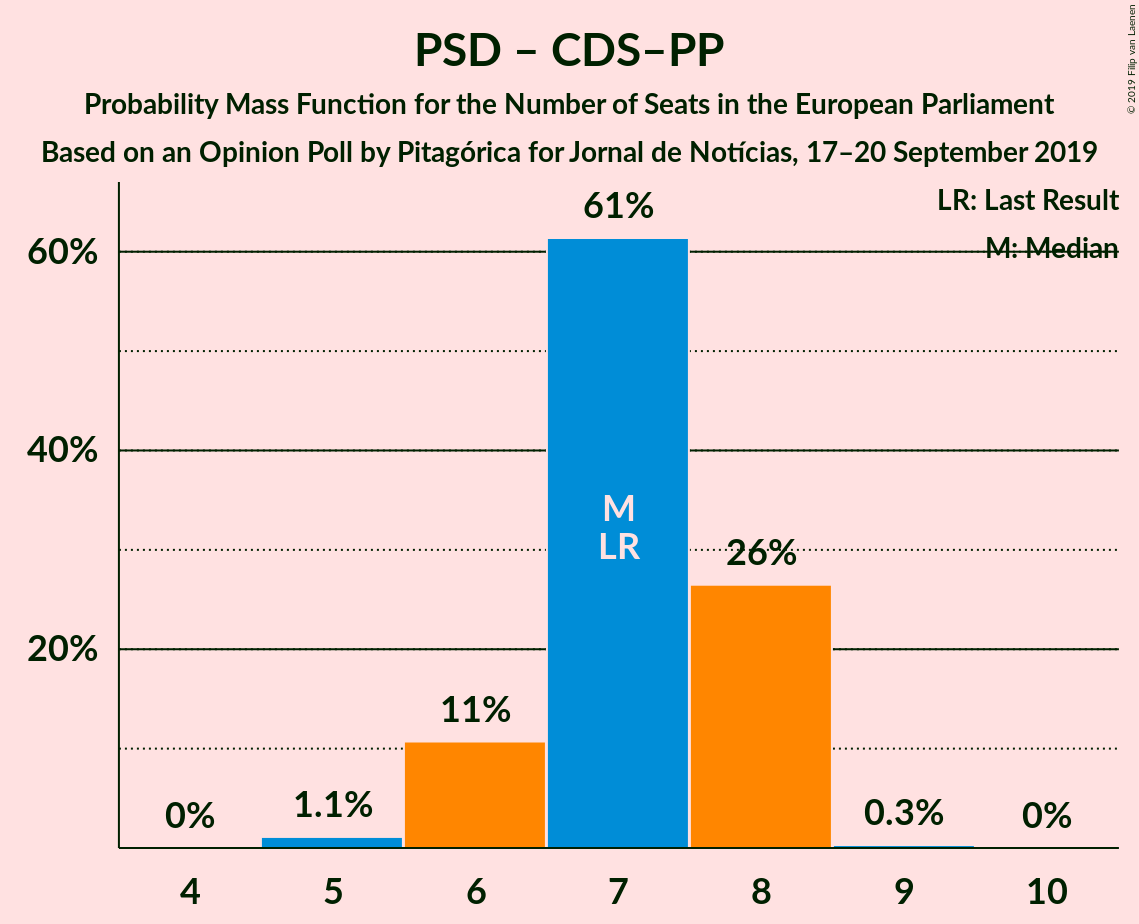 PSD – CDS–PP
Probability Mass Function for the Number of Seats in the European Parliament
Based on an Opinion Poll by Pitagórica for Jornal de Notícias, 17–20 September 2019
© 2019 Filip van Laenen
LR: Last Result
M: Median
60%
40%
20%
0%
1.1%
11%
61%
M
LR
26%
0.3%
0%
4 5 6 7 8 9 10